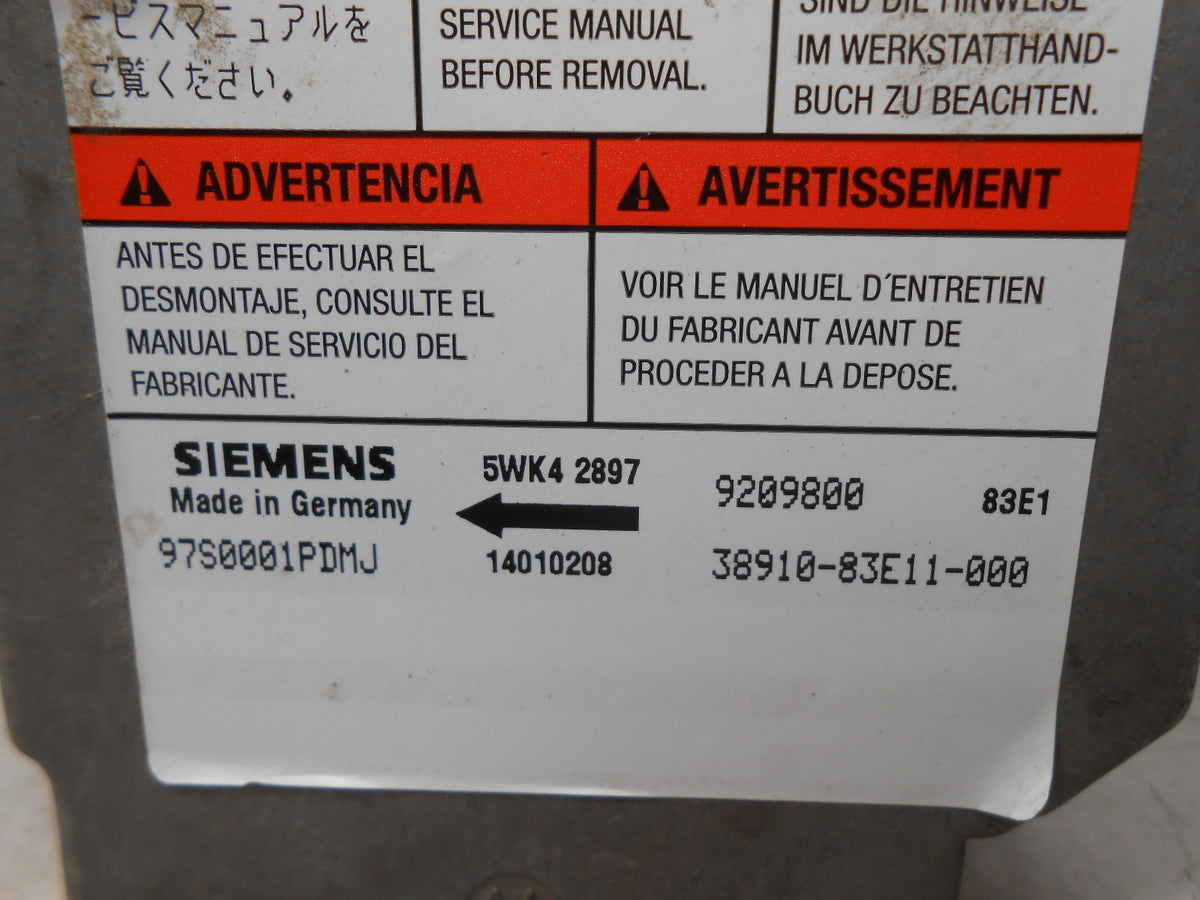 ービスマニュアルを
ご覧ください。
SERVICE MANUAL
BEFORE REMOVAL.
SIND DIE HINWEISE
IM WERKSTATTHAND-
BUCH ZU BEACHTEN.
ADVERTENCIA
AVERTISSEMENT
ANTES DE EFECTUAR EL
DESMONTAJE, CONSULTE EL
MANUAL DE SERVICIO DEL
FABRICANTE.
VOIR LE MANUEL D´ENTRETIEN
DU FABRICANT AVANT DE
PROCEDER A LA DEPOSE.
SIEMENS
Made in Germany
97S0001PDMJ
5WK4 2897
14010208
9209800 83E1
38910-83E11-000